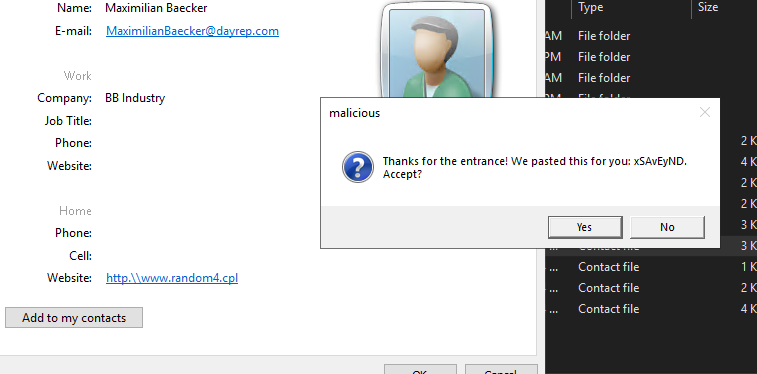 Name: Maximilian Baecker
E-mail: MaximilianBaecker@dayrep.com
Work
Company: BB Industry
Job Title:
Phone:
Website:
Home
Phone:
Cell:
Website: http.\\www.random4.cpl
Add to my contacts
malicious
Thanks for the entrance! We pasted this for you: xSAvEyND.
Accept?
Yes No
Type Size
AM File folder
PM File folder
AM File folder
2 K
4 K
2 K
2 K
3 K
... Contact file 3 K
... Contact file 1 K
... Contact file 2 K
... Contact file 4 K
OK Cancel